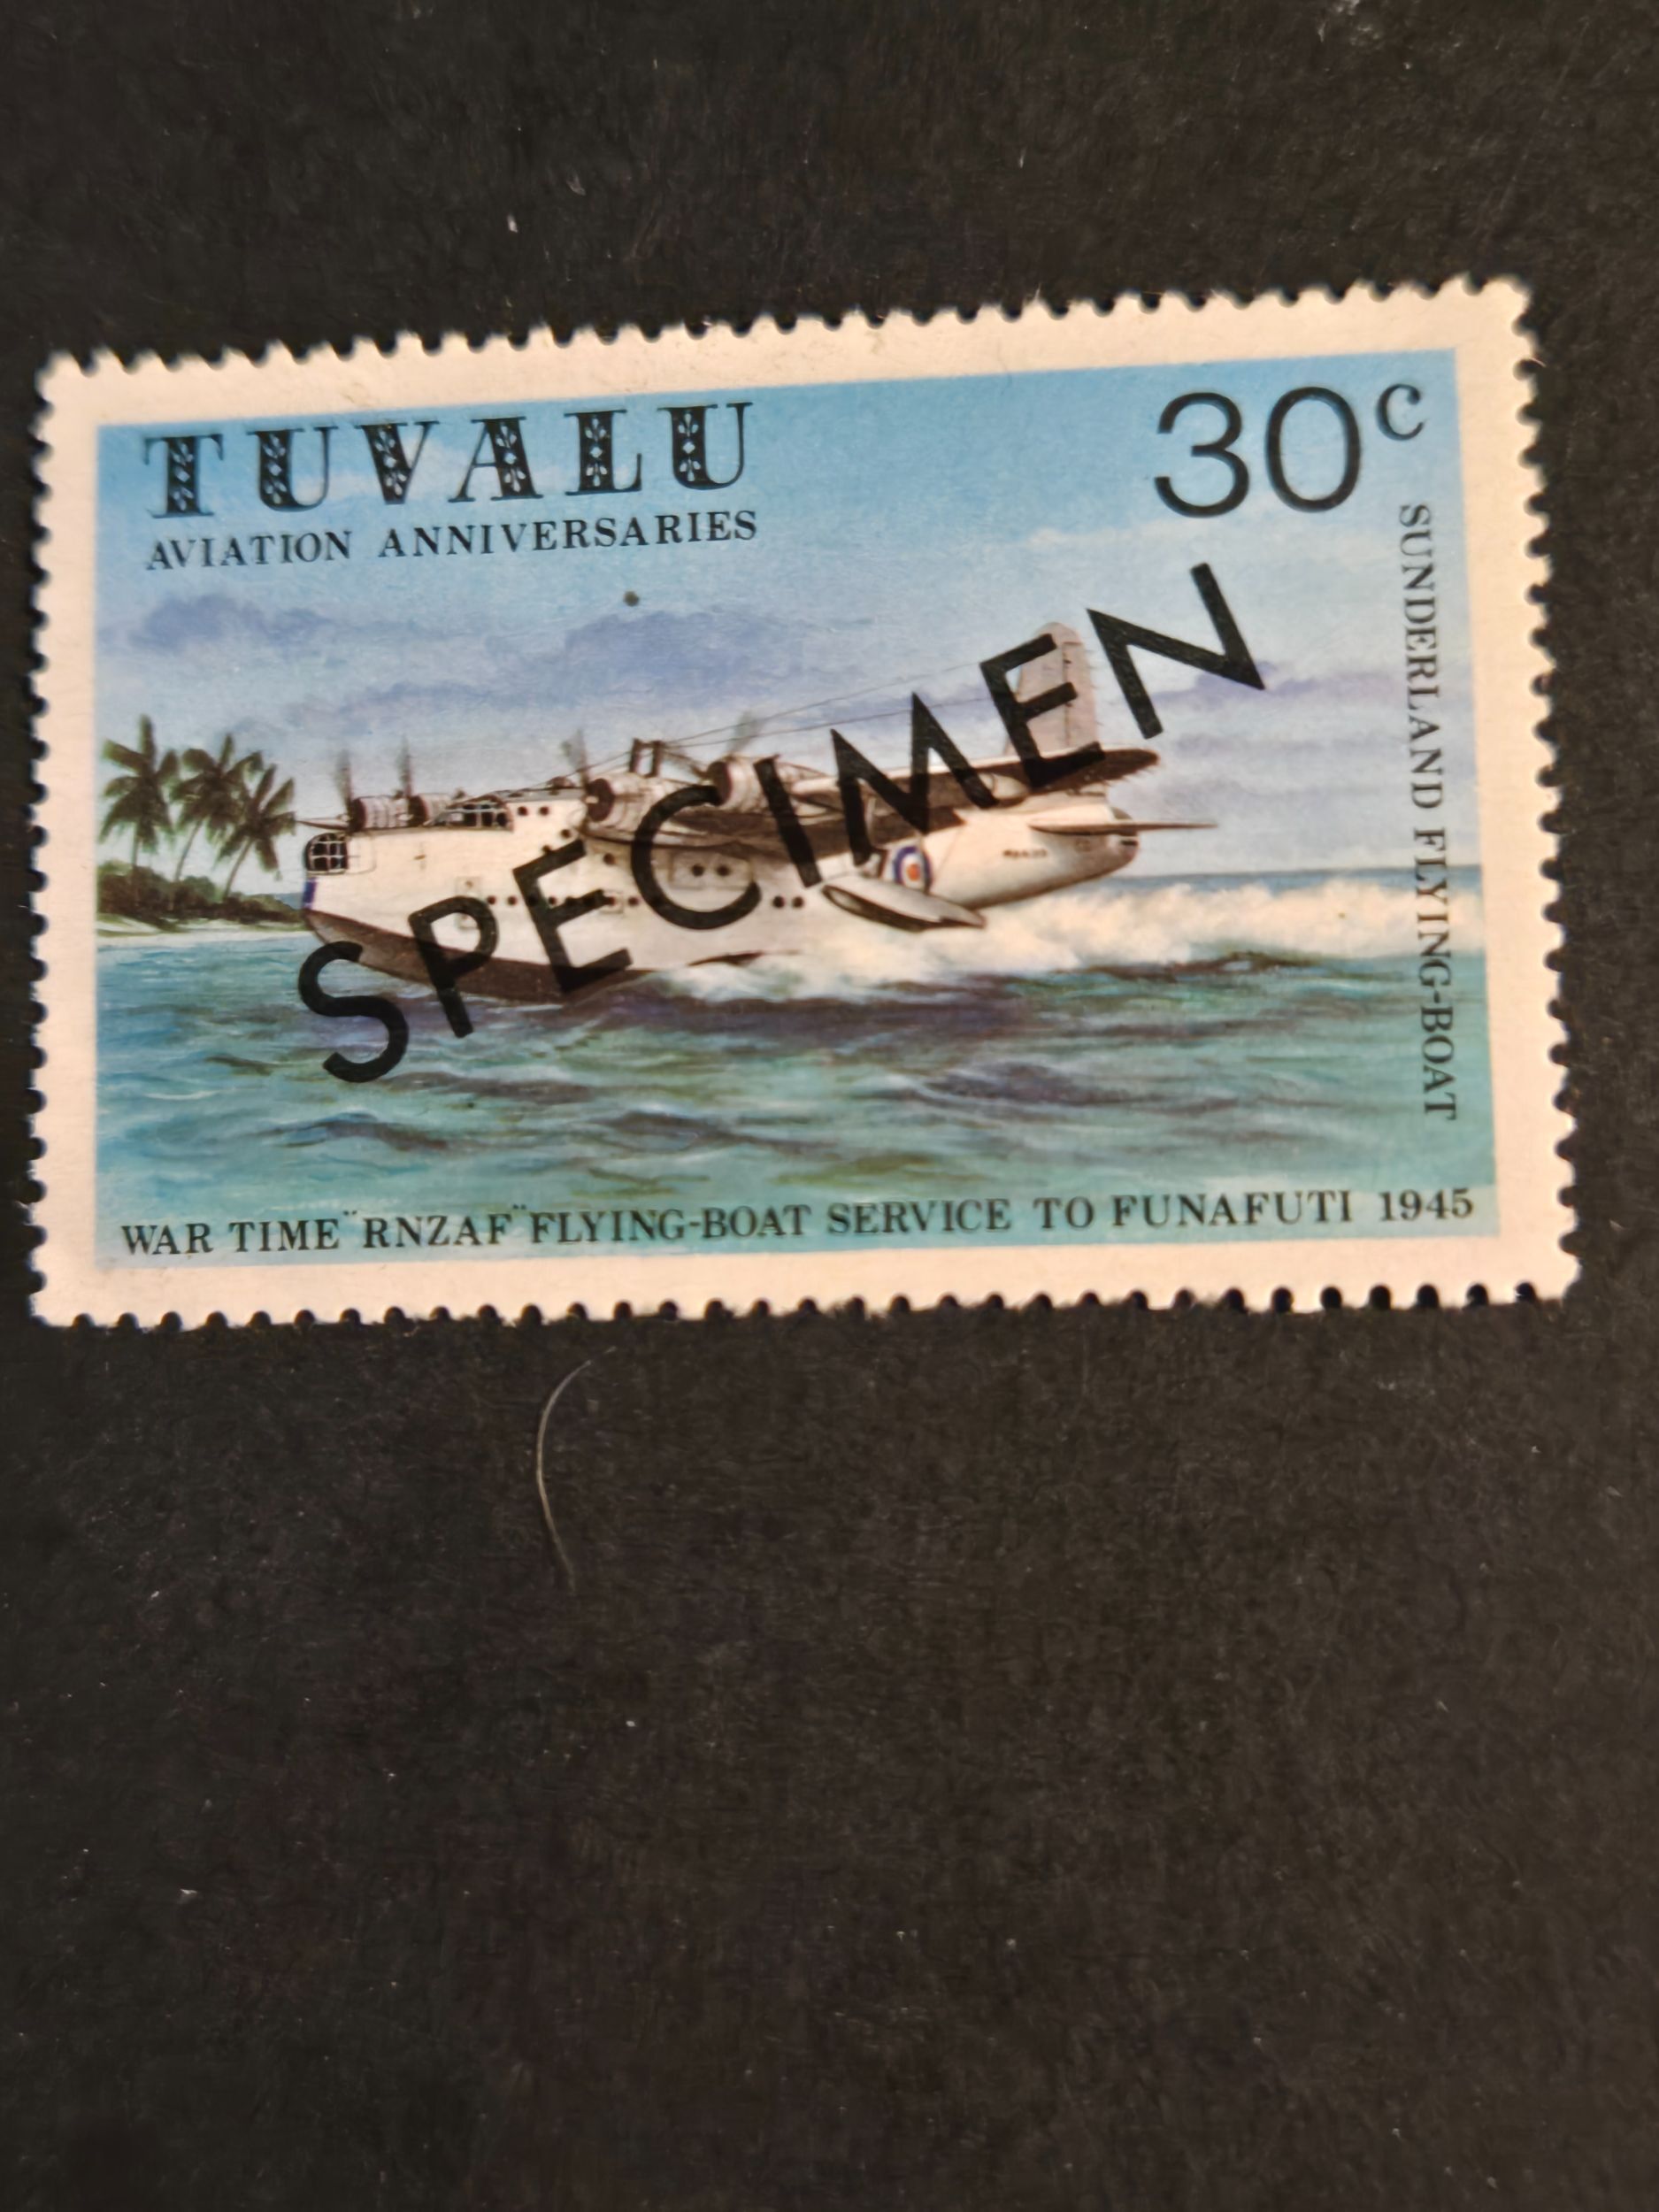 TUVALU
30c
AVIATION ANNIVERSARIES
SUNDERLAND FLYING-BOAT
SPECIMEN
WAR TIME "RNZAF" FLYING-BOAT SERVICE TO FUNAFUTI 1945